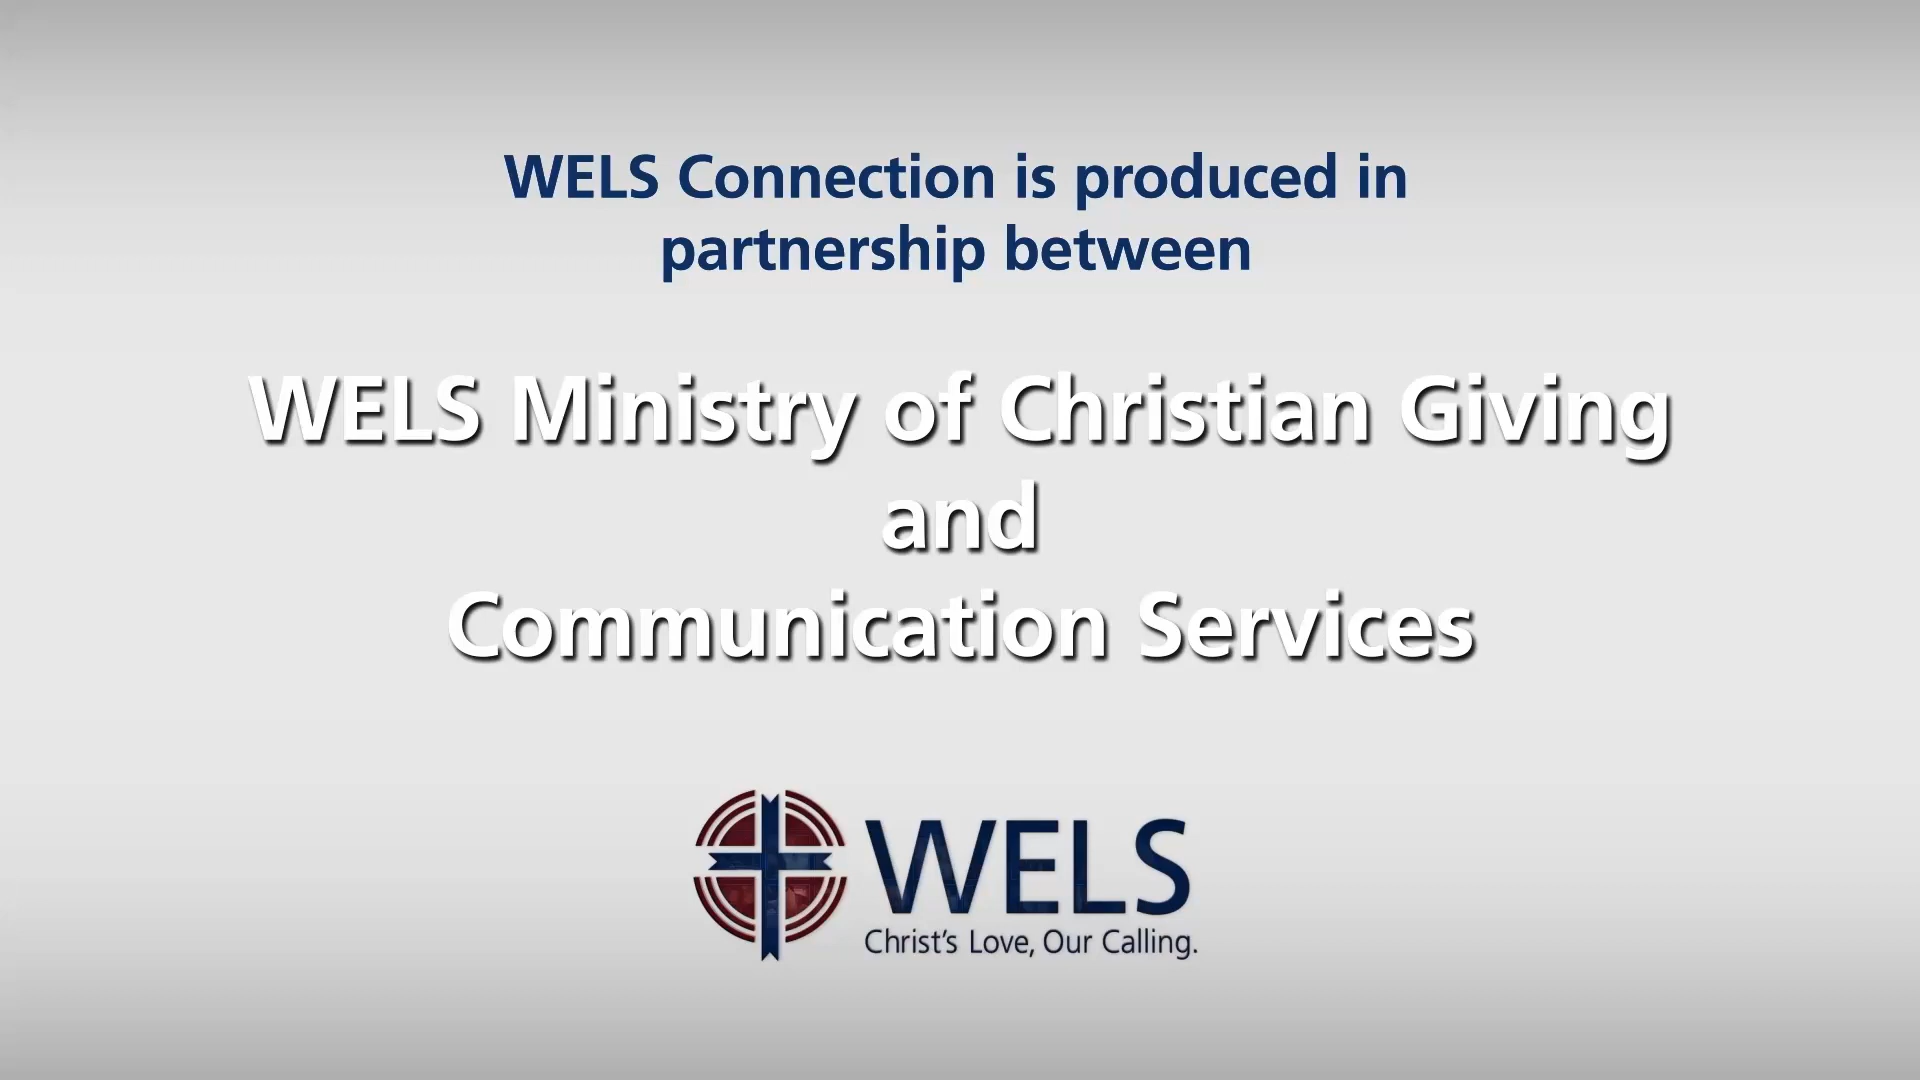 WELS Connection is produced in
partnership between
WELS Ministry of Christian Giving
and
Communication Services
WELS
Christ's Love, Our Calling.